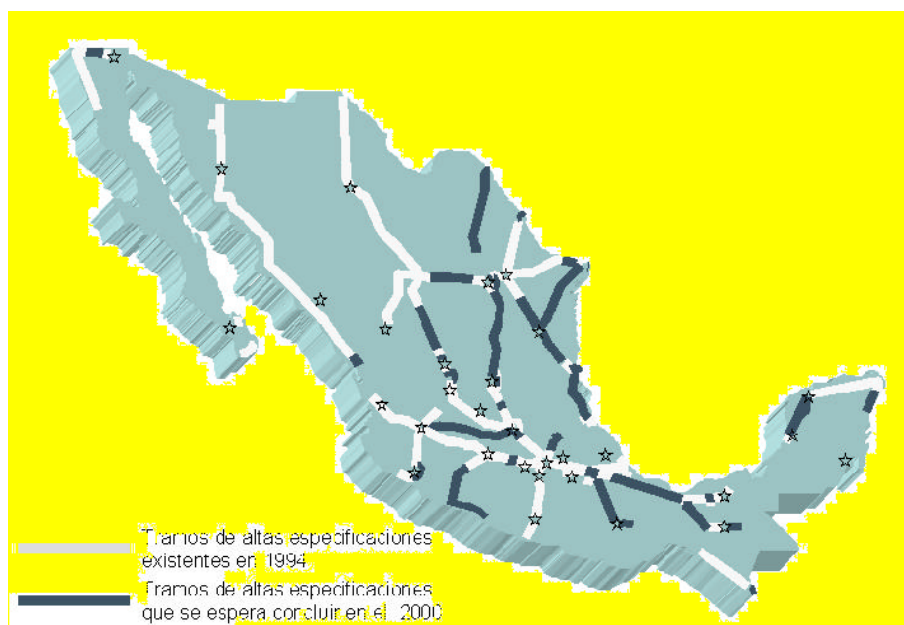 Tramos de altas especificaciones
existentes en 1994
Tramos de altas especificaciones
que se espera concluir en el 2000